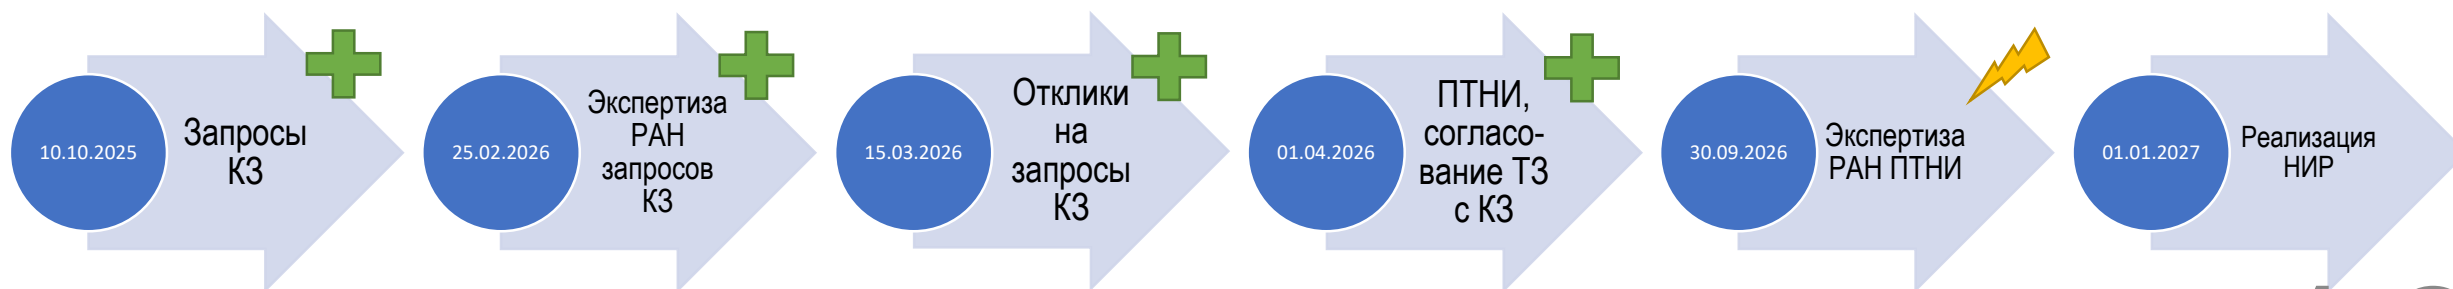 10.10.2025
Запросы
КЗ
25.02.2026
Экспертиза
РАН
запросов
КЗ
15.03.2026
Отклики
на
запросы
КЗ
01.04.2026
ПТНИ,
согласо-
вание ТЗ
с КЗ
30.09.2026
Экспертиза
РАН ПТНИ
01.01.2027
Реализация
НИР